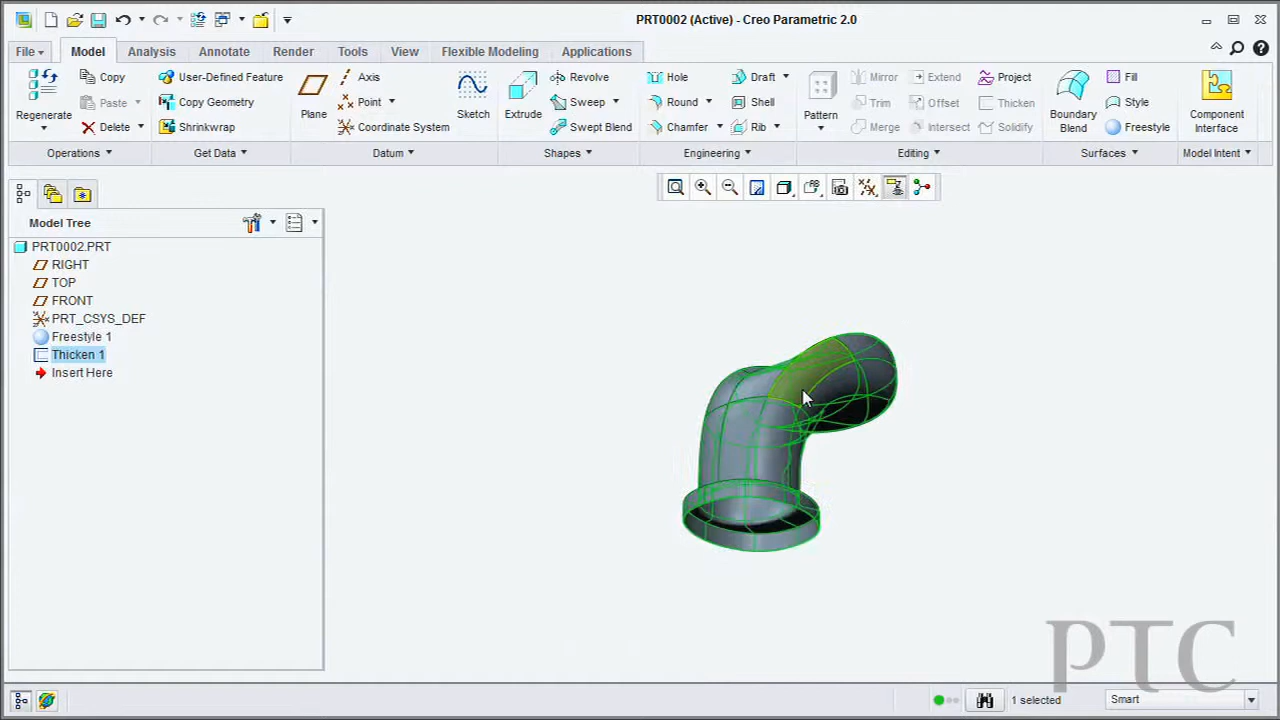 PRT0002 (Active) - Creo Parametric 2.0
File Model Analysis Annotate Render Tools View Flexible Modeling Applications
Regenerate Copy Paste Delete
User-Defined Feature Copy Geometry Shrinkwrap
Plane Axis Point Coordinate System Sketch
Extrude Revolve Sweep Swept Blend
Hole Round Chamfer Draft Shell Rib
Pattern Mirror Trim Merge Extend Offset Intersect Project Thicken Solidify
Boundary Blend Fill Style Freestyle
Component Interface
Operations Get Data Datum Shapes Engineering Editing Surfaces Model Intent
Model Tree
PRT0002.PRT
RIGHT
TOP
FRONT
PRT_CSYS_DEF
Freestyle 1
Thicken 1
Insert Here
PTC
1 selected Smart